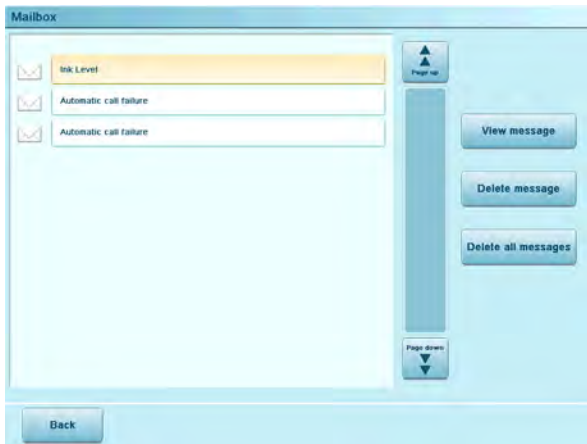 Mailbox
Ink Level
Automatic call failure
Automatic call failure
Page up
View message
Delete message
Delete all messages
Page down
Back